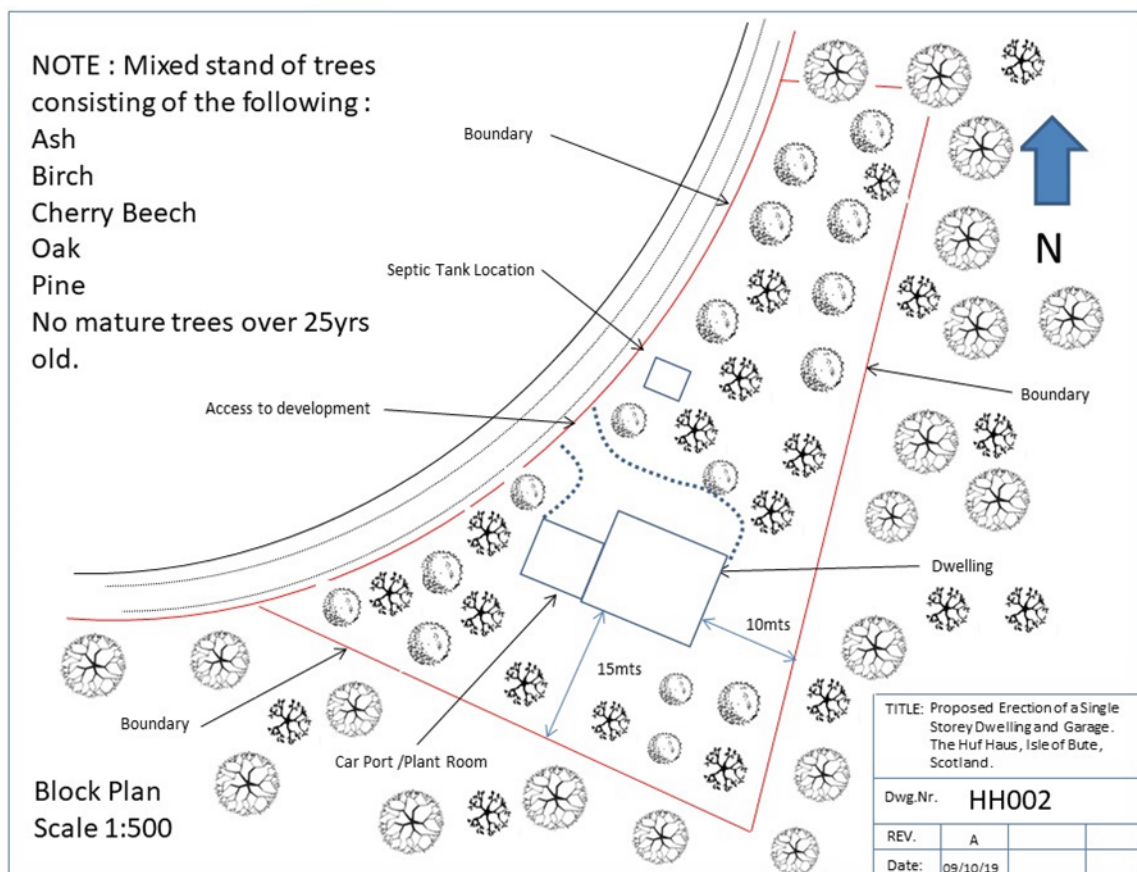 NOTE : Mixed stand of trees
consisting of the following :
Ash
Birch
Cherry Beech
Oak
Pine
No mature trees over 25yrs
old.
Boundary
Septic Tank Location
Access to development
N
Boundary
Dwelling
10mts
15mts
Boundary
Car Port /Plant Room
Block Plan
Scale 1:500
TITLE: Proposed Erection of a Single
Storey Dwelling and Garage.
The Huf Haus, Isle of Bute,
Scotland.
Dwg.Nr. HH002
REV. A
Date: 09/10/19